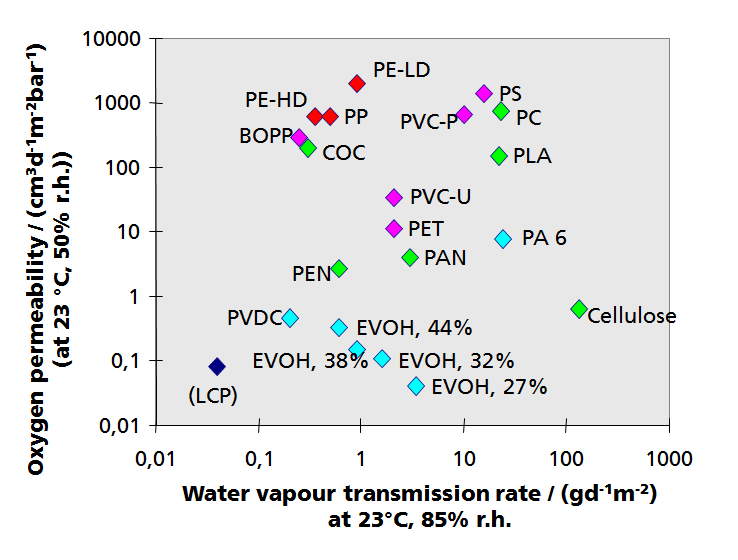 Oxygen permeability / (cm³d⁻¹m⁻²bar⁻¹)
(at 23 °C, 50% r.h.))
10000
1000
100
10
1
0,1
0,01
PE-LD
PE-HD
PP
PS
PVC-P
PC
BOPP
COC
PLA
PVC-U
PET
PA 6
PAN
PEN
PVDC
Cellulose
EVOH, 44%
EVOH, 38%
EVOH, 32%
EVOH, 27%
(LCP)
0,01
0,1
1
10
100
1000
Water vapour transmission rate / (gd⁻¹m⁻²)
at 23°C, 85% r.h.